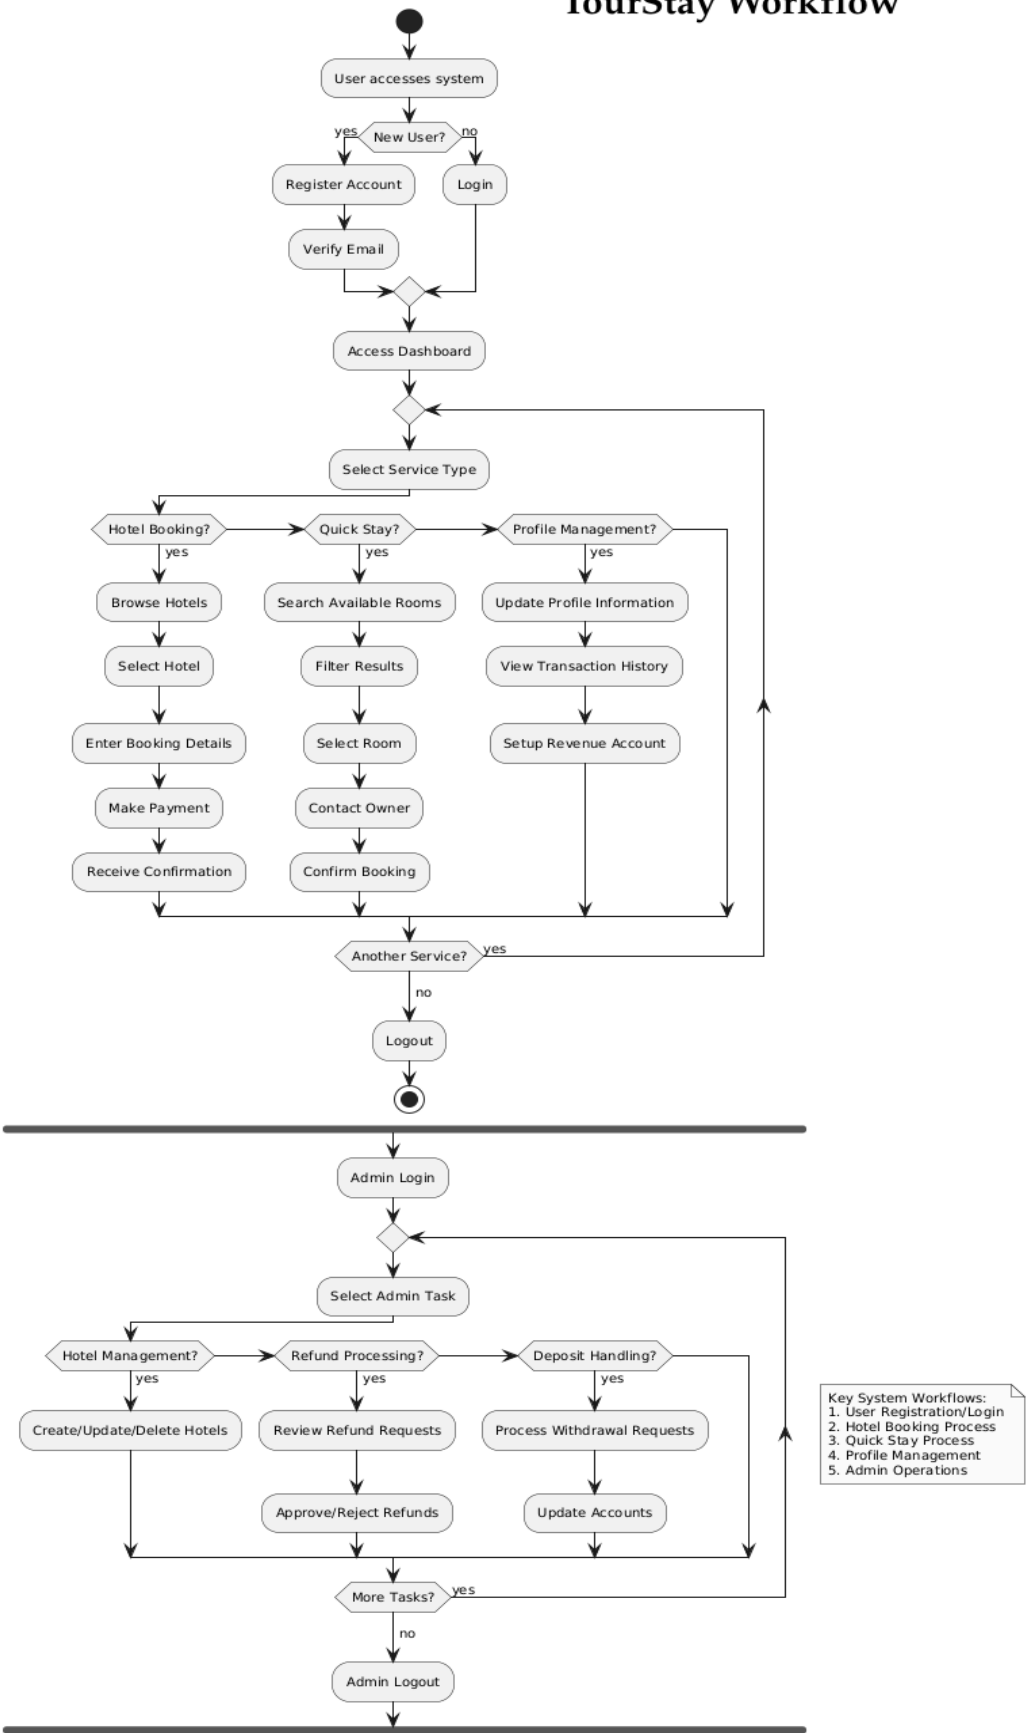 TourStay Workflow
User accesses system
yes
New User?
no
Register Account
Login
Verify Email
Access Dashboard
Select Service Type
Hotel Booking?
Quick Stay?
Profile Management?
yes
yes
yes
Browse Hotels
Search Available Rooms
Update Profile Information
Select Hotel
Filter Results
View Transaction History
Enter Booking Details
Select Room
Setup Revenue Account
Make Payment
Contact Owner
Receive Confirmation
Confirm Booking
Another Service?
yes
no
Logout
Admin Login
Select Admin Task
Hotel Management?
Refund Processing?
Deposit Handling?
yes
yes
yes
Create/Update/Delete Hotels
Review Refund Requests
Process Withdrawal Requests
Approve/Reject Refunds
Update Accounts
More Tasks?
yes
no
Admin Logout
Key System Workflows:
1. User Registration/Login
2. Hotel Booking Process
3. Quick Stay Process
4. Profile Management
5. Admin Operations